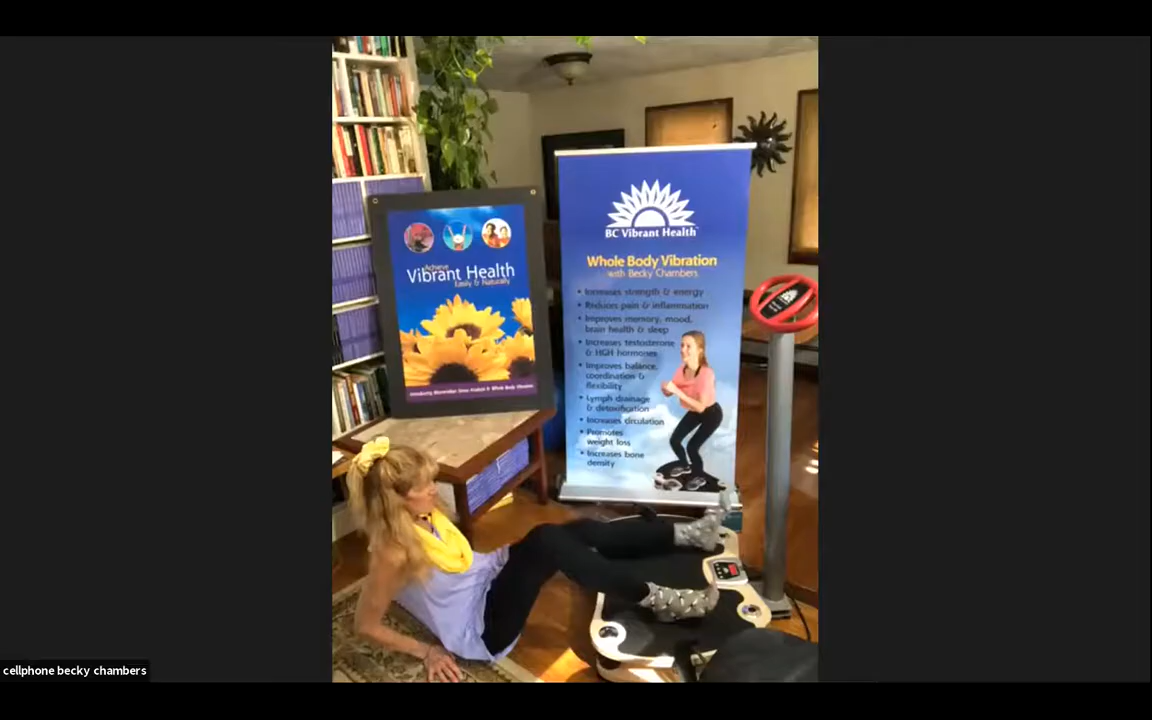 Achieve
Vibrant Health
Easily & Naturally
BC Vibrant Health
Whole Body Vibration
with Becky Chambers
• Increases strength & energy
• Reduces pain & inflammation
• Improves memory, mood,
brain health & sleep
• Increases testosterone
& HGH hormones
• Improves balance,
coordination &
flexibility
• Lymph drainage
& detoxification
• Increases circulation
• Promotes
weight loss
• Increases bone
density
cellphone becky chambers